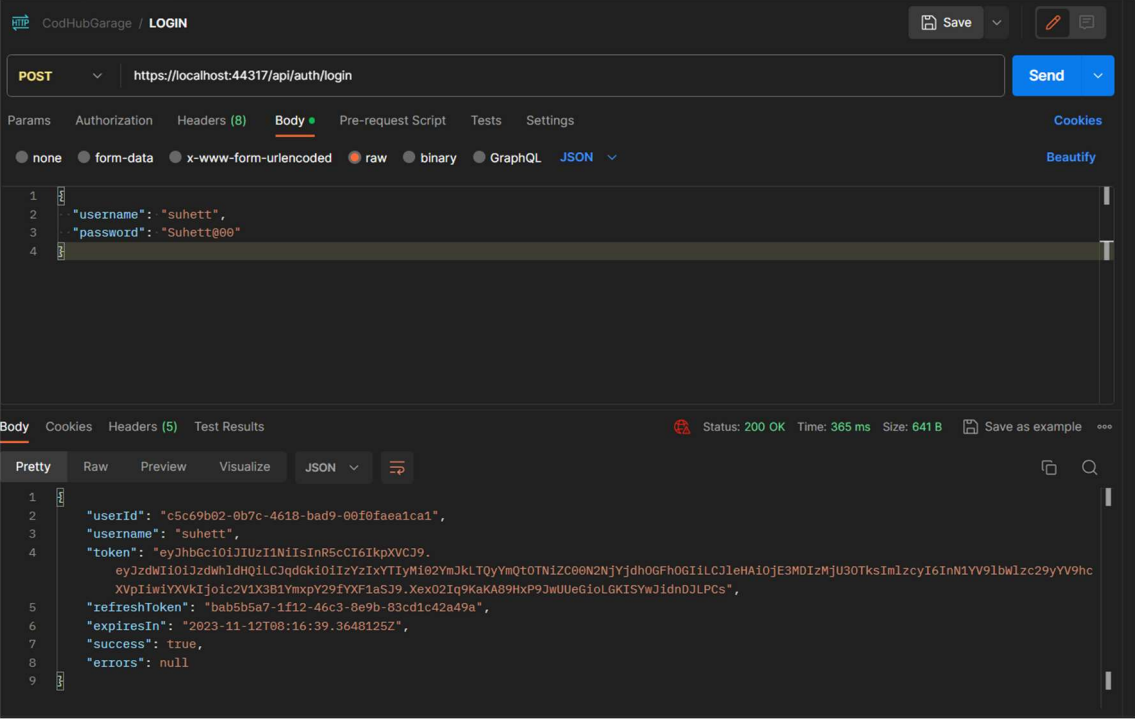 HTTP CodHubGarage / LOGIN Save
POST https://localhost:44317/api/auth/login Send
Params Authorization Headers (8) Body Pre-request Script Tests Settings Cookies
none form-data x-www-form-urlencoded raw binary GraphQL JSON Beautify
1 {
2 "username": "suhett",
3 "password": "Suhett@00"
4 }
Body Cookies Headers (5) Test Results Status: 200 OK Time: 365 ms Size: 641 B Save as example
Pretty Raw Preview Visualize JSON
1 {
2 "userId": "c5c69b02-0b7c-4618-bad9-00f0faea1ca1",
3 "username": "suhett",
4 "token": "eyJhbGciOiJIUzI1NiIsInR5cCI6IkpXVCJ9.
eyJzdWIiOiJzdWhldHQiLCJqdGkiOiIzYzIxYTIyMi02YmJkLTQyYmQtOTNiZC00N2NjYjdhOGFhOGIiLCJleHAiOjE3MDIzMjU3OTksImlzcyI6InN1YV9lbWlzc29yYV9hc
XVpIiwiYXVkIjoic2V1X3B1YmxpY29fYXF1aSJ9.XexO2Iq9KaKA89HxP9JwUUeGioLGKISYwJidnDJLPCs",
5 "refreshToken": "bab5b5a7-1f12-46c3-8e9b-83cd1c42a49a",
6 "expiresIn": "2023-11-12T08:16:39.3648125Z",
7 "success": true,
8 "errors": null
9 }